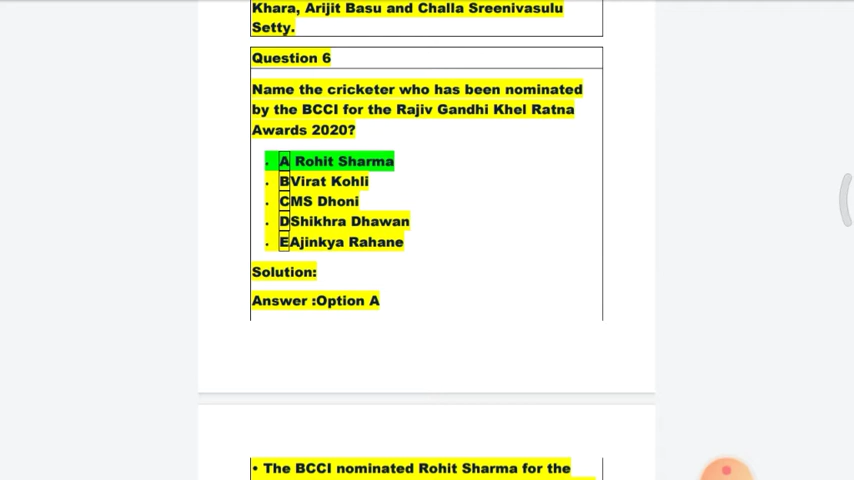 Khara, Arijit Basu and Challa Sreenivasulu
Setty.
Question 6
Name the cricketer who has been nominated
by the BCCI for the Rajiv Gandhi Khel Ratna
Awards 2020?
• A Rohit Sharma
• BVirat Kohli
• CMS Dhoni
• DShikhra Dhawan
• EAjinkya Rahane
Solution:
Answer :Option A
• The BCCI nominated Rohit Sharma for the